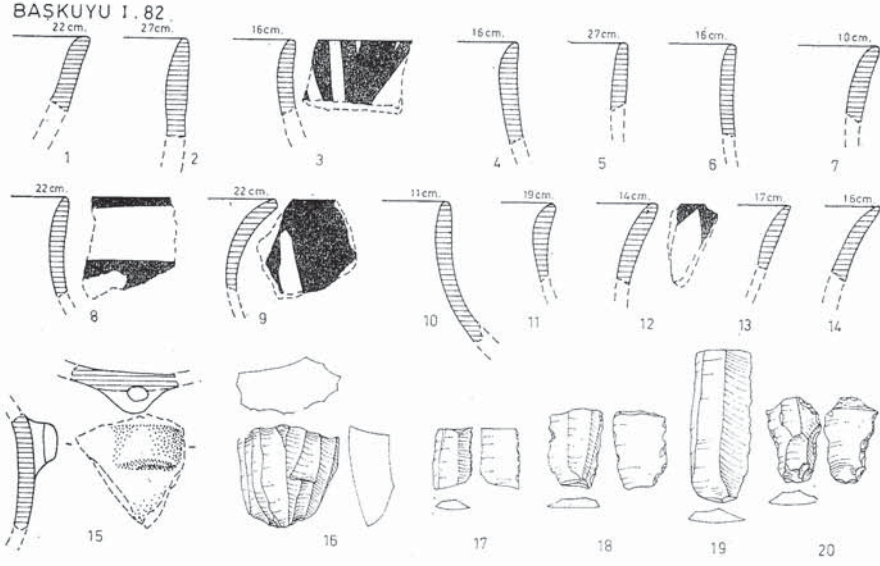 BAŞKUYU I.82.
22cm. 27cm. 16cm. 16cm. 27cm. 16cm. 10cm.
1 2 3 4 5 6 7
22cm. 22cm. 11cm. 19cm. 14cm. 17cm. 16cm.
8 9 10 11 12 13 14
15 16 17 18 19 20